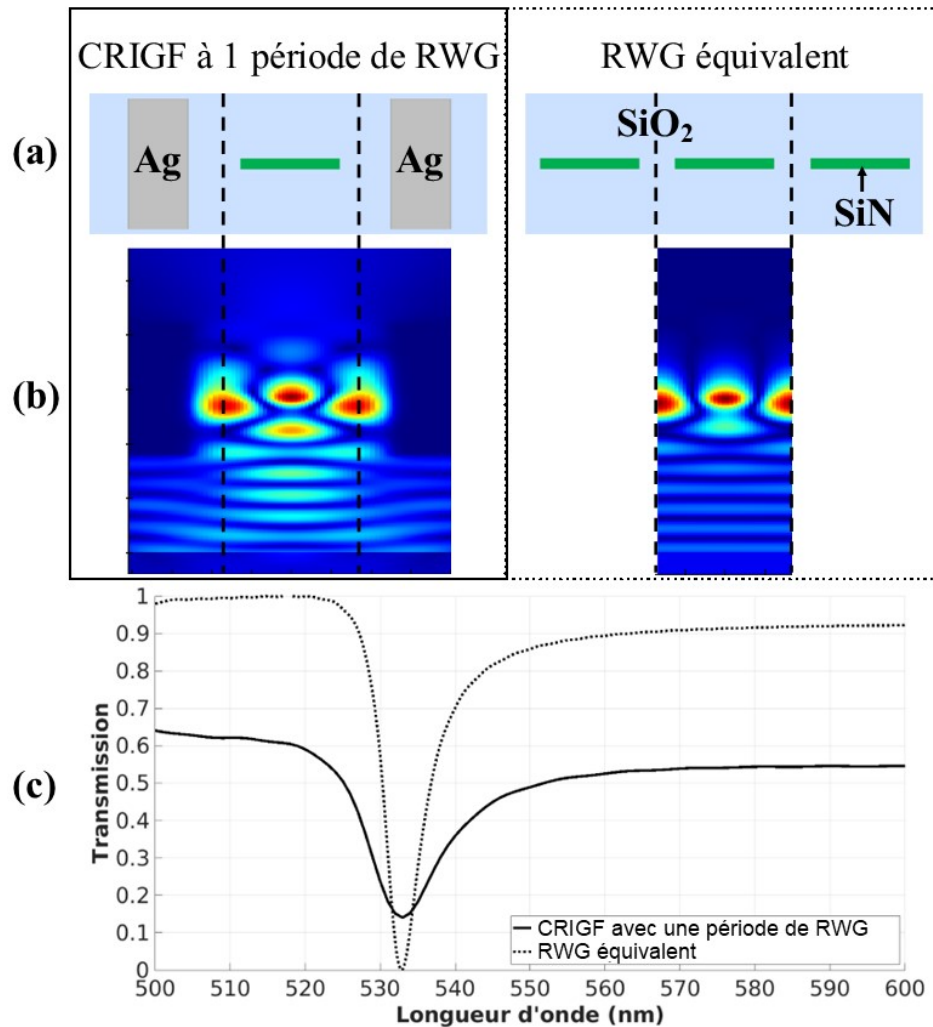 CRIGF à 1 période de RWG
RWG équivalent
(a)
Ag
Ag
SiO₂
SiN
(b)
(c)
Transmission
1
0.9
0.8
0.7
0.6
0.5
0.4
0.3
0.2
0.1
0
500 510 520 530 540 550 560 570 580 590 600
Longueur d'onde (nm)
CRIGF avec une période de RWG
RWG équivalent